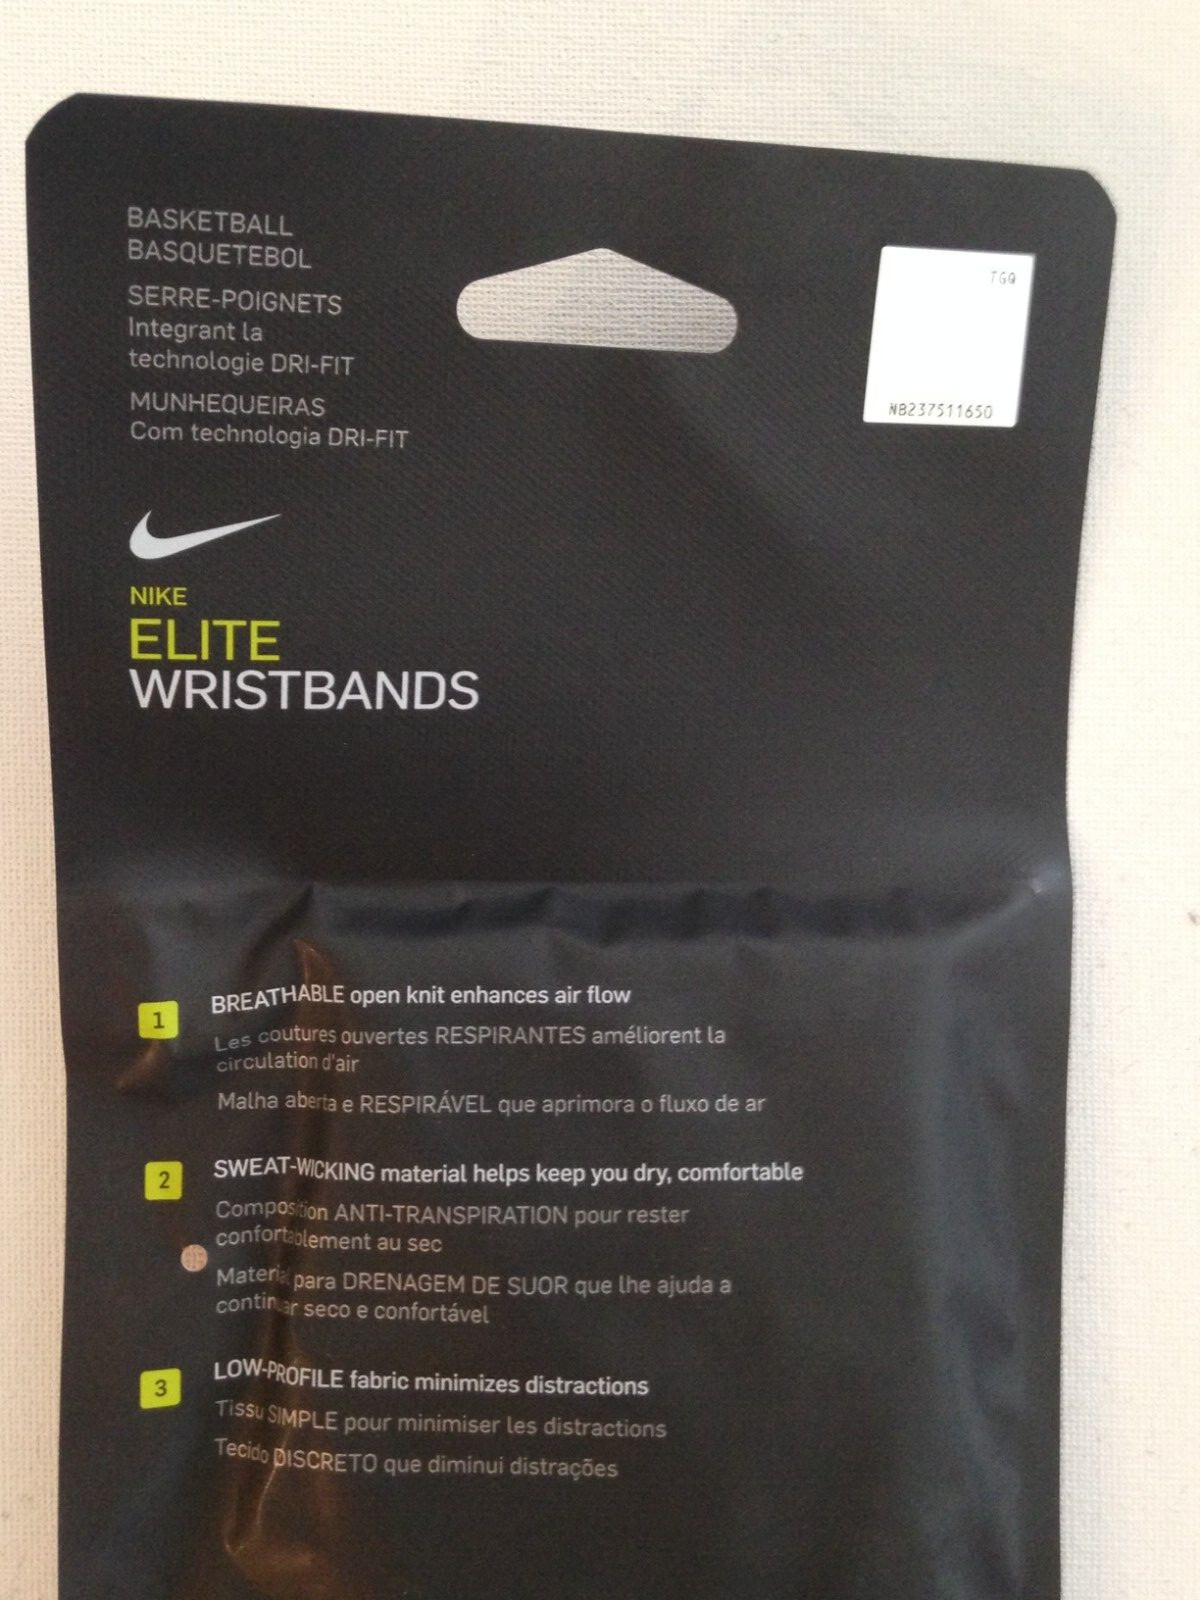 BASKETBALL
BASQUETEBOL
SERRE-POIGNETS
Integrant la
technologie DRI-FIT
MUNHEQUEIRAS
Com technologia DRI-FIT
TGQ
NB237511650
NIKE
ELITE
WRISTBANDS
1
BREATHABLE open knit enhances air flow
Les coutures ouvertes RESPIRANTES améliorent la
circulation d'air
Malha aberta e RESPIRÁVEL que aprimora o fluxo de ar
2
SWEAT-WICKING material helps keep you dry, comfortable
Composition ANTI-TRANSPIRATION pour rester
confortablement au sec
Material para DRENAGEM DE SUOR que lhe ajuda a
continuar seco e confortável
3
LOW-PROFILE fabric minimizes distractions
Tissu SIMPLE pour minimiser les distractions
Tecido DISCRETO que diminui distrações